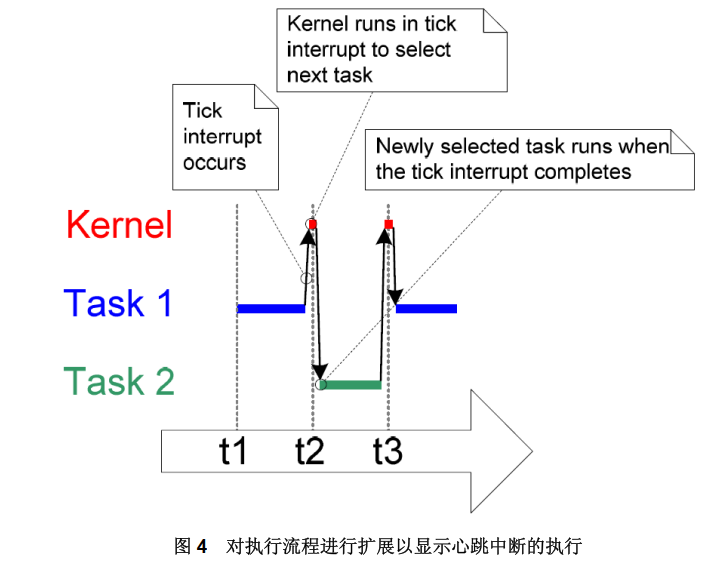 Kernel runs in tick
interrupt to select
next task
Tick
interrupt
occurs
Newly selected task runs when
the tick interrupt completes
Kernel
Task 1
Task 2
t1 t2 t3
图 4 对执行流程进行扩展以显示心跳中断的执行